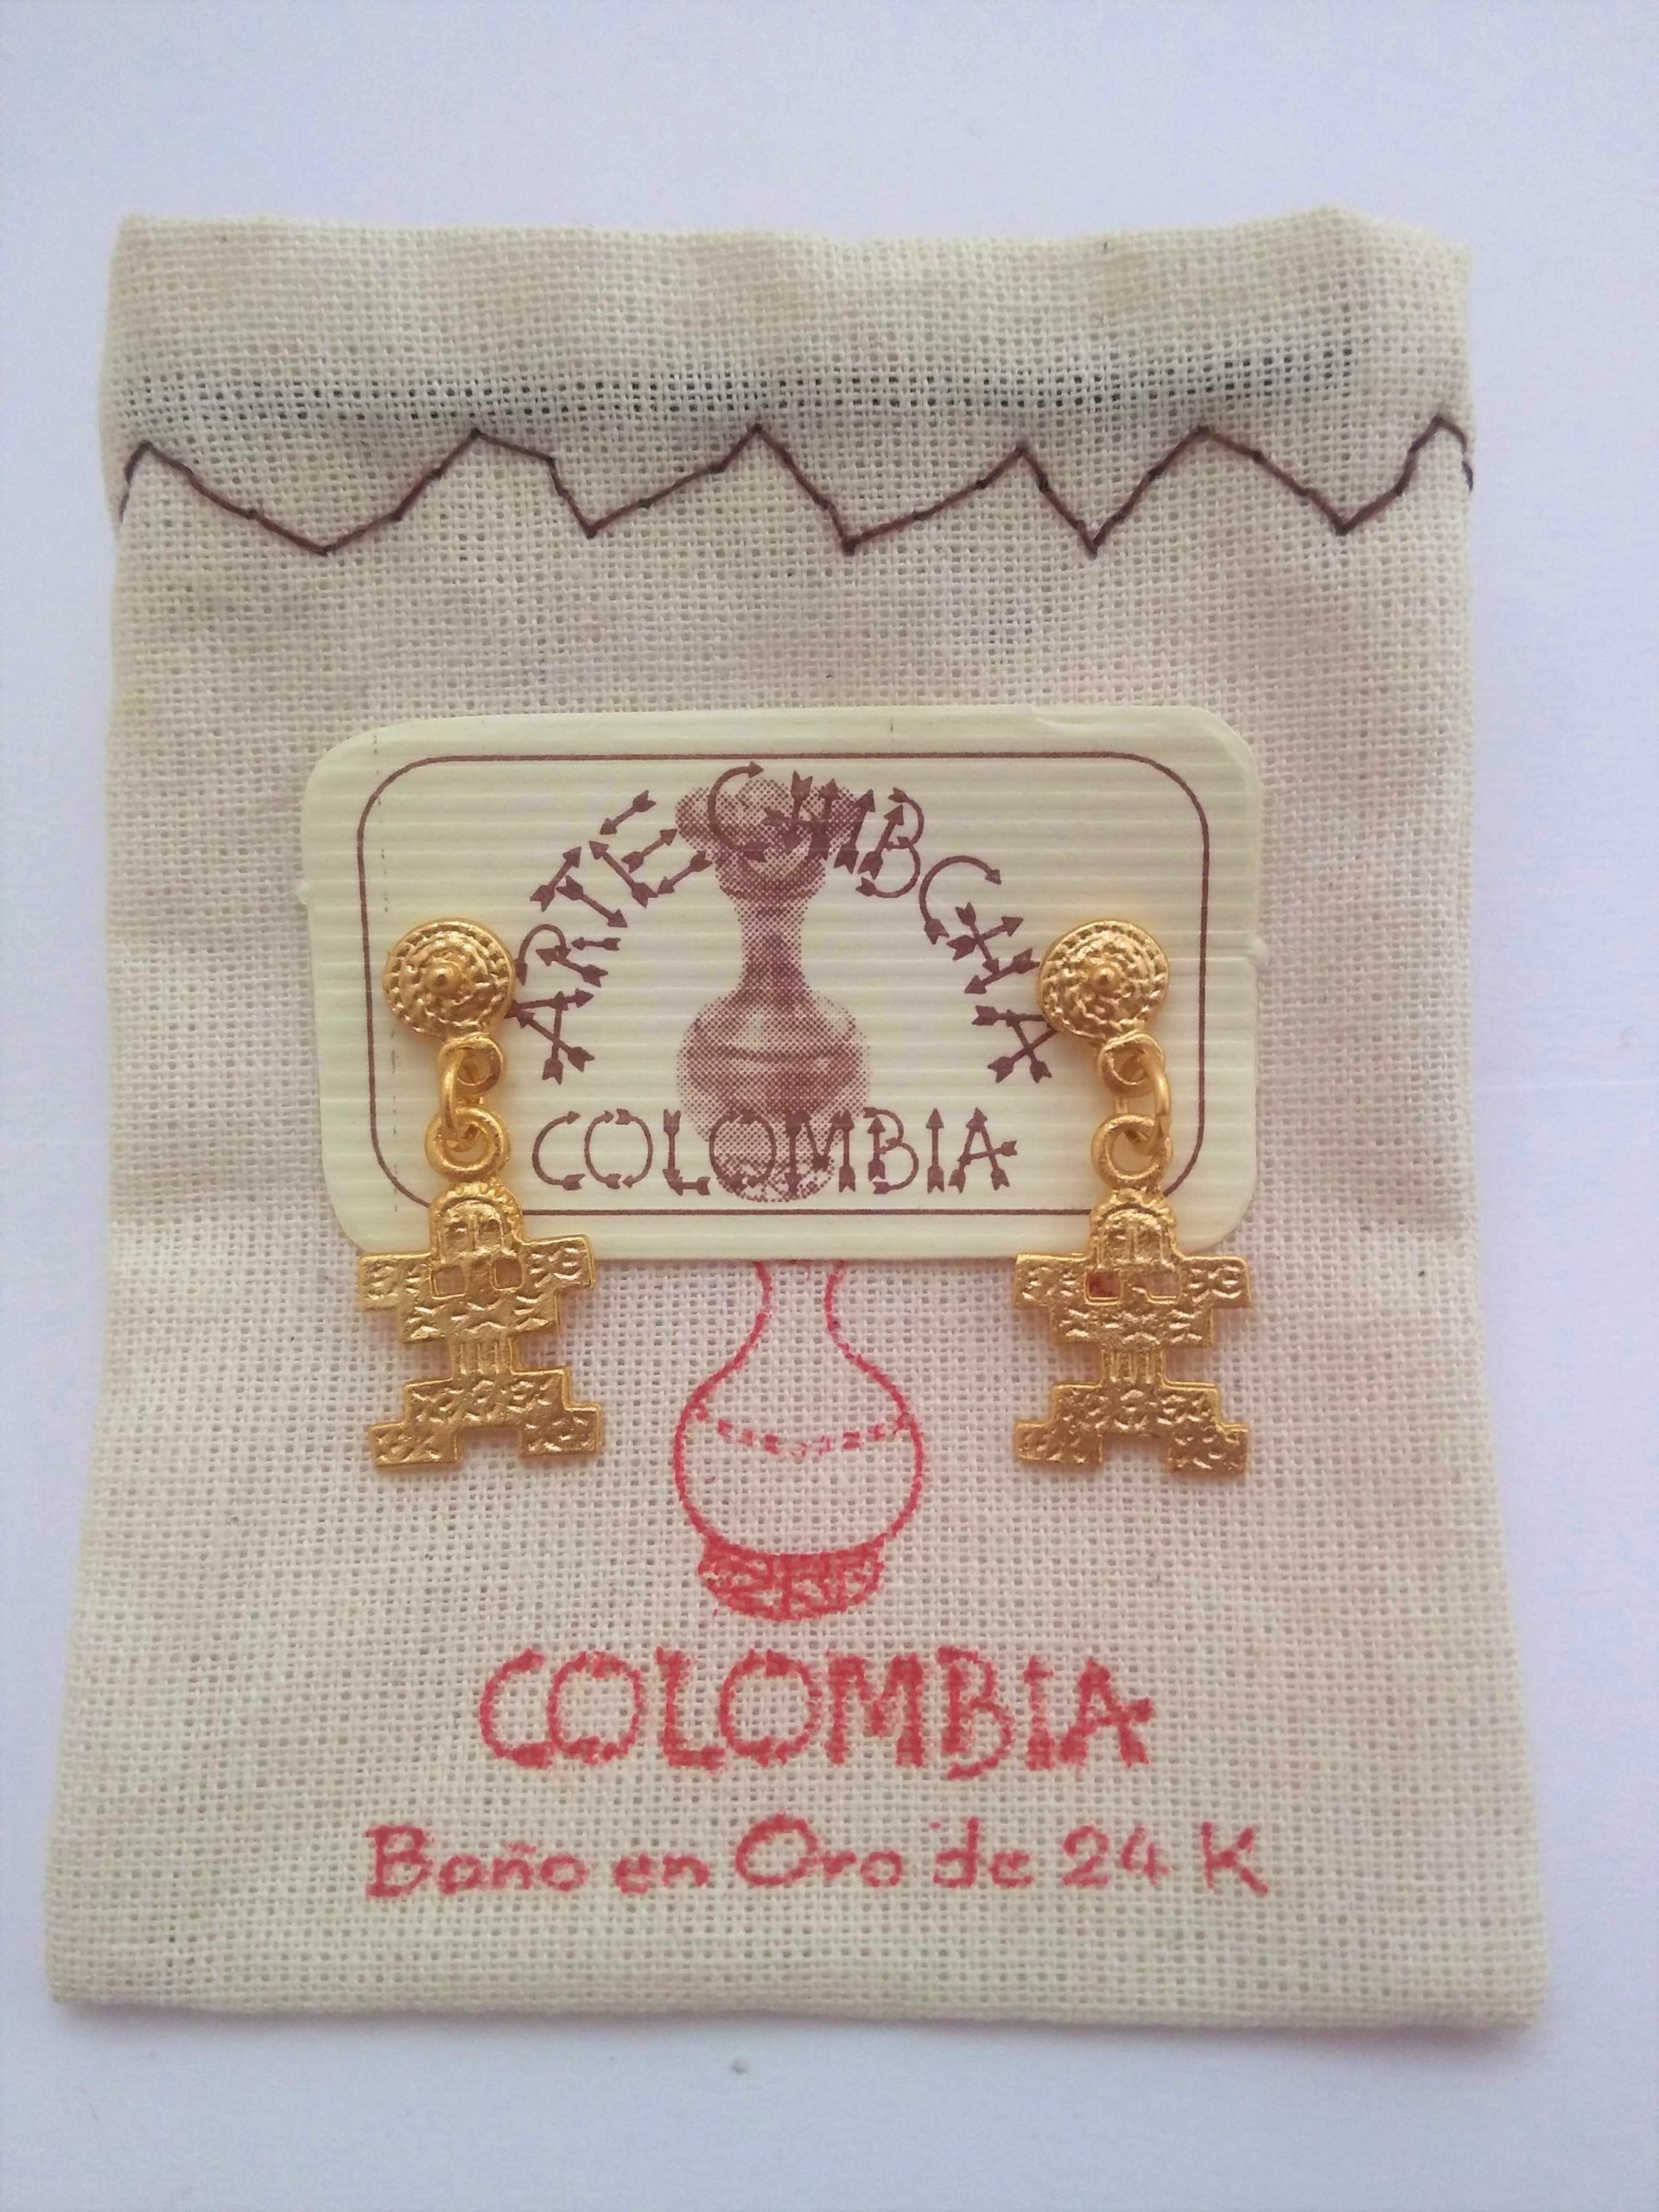 ARTE CHIBCHA
COLOMBIA
COLOMBIA
Baño en Oro de 24 K